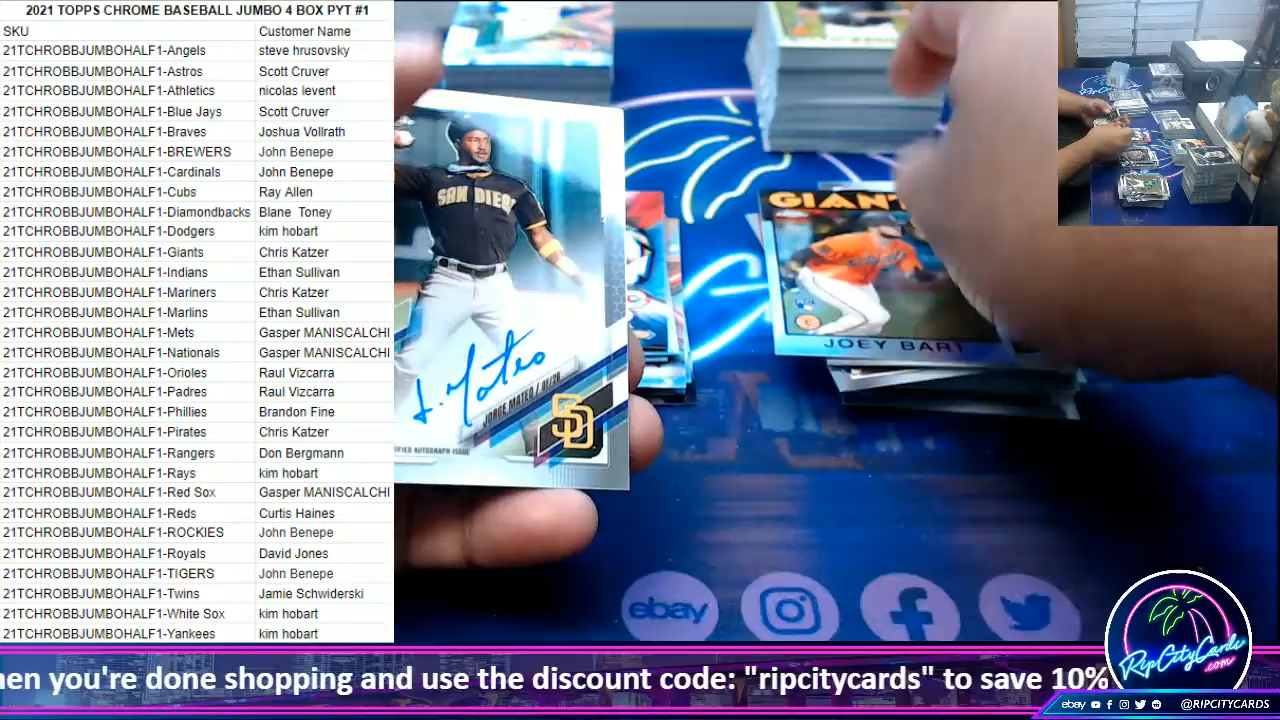 2021 TOPPS CHROME BASEBALL JUMBO 4 BOX PYT #1
SKU Customer Name
21TCHROBBJUMBOHALF1-Angels steve hrusovsky
21TCHROBBJUMBOHALF1-Astros Scott Cruver
21TCHROBBJUMBOHALF1-Athletics nicolas levent
21TCHROBBJUMBOHALF1-Blue Jays Scott Cruver
21TCHROBBJUMBOHALF1-Braves Joshua Vollrath
21TCHROBBJUMBOHALF1-BREWERS John Benepe
21TCHROBBJUMBOHALF1-Cardinals John Benepe
21TCHROBBJUMBOHALF1-Cubs Ray Allen
21TCHROBBJUMBOHALF1-Diamondbacks Blane Toney
21TCHROBBJUMBOHALF1-Dodgers kim hobart
21TCHROBBJUMBOHALF1-Giants Chris Katzer
21TCHROBBJUMBOHALF1-Indians Ethan Sullivan
21TCHROBBJUMBOHALF1-Mariners Chris Katzer
21TCHROBBJUMBOHALF1-Marlins Ethan Sullivan
21TCHROBBJUMBOHALF1-Mets Gasper MANISCALCHI
21TCHROBBJUMBOHALF1-Nationals Gasper MANISCALCHI
21TCHROBBJUMBOHALF1-Orioles Raul Vizcarra
21TCHROBBJUMBOHALF1-Padres Raul Vizcarra
21TCHROBBJUMBOHALF1-Phillies Brandon Fine
21TCHROBBJUMBOHALF1-Pirates Chris Katzer
21TCHROBBJUMBOHALF1-Rangers Don Bergmann
21TCHROBBJUMBOHALF1-Rays kim hobart
21TCHROBBJUMBOHALF1-Red Sox Gasper MANISCALCHI
21TCHROBBJUMBOHALF1-Reds Curtis Haines
21TCHROBBJUMBOHALF1-ROCKIES John Benepe
21TCHROBBJUMBOHALF1-Royals David Jones
21TCHROBBJUMBOHALF1-TIGERS John Benepe
21TCHROBBJUMBOHALF1-Twins Jamie Schwiderski
21TCHROBBJUMBOHALF1-White Sox kim hobart
21TCHROBBJUMBOHALF1-Yankees kim hobart
SAN DIEGO
J. Mateo
JORGE MATEO
SD
AUTOGRAPH ISSUE
GIANT
JOEY BART
ebay
en you're done shopping and use the discount code: "ripcitycards" to save 10%
RipCityCards
.com
ebay @RIPCITYCARDS